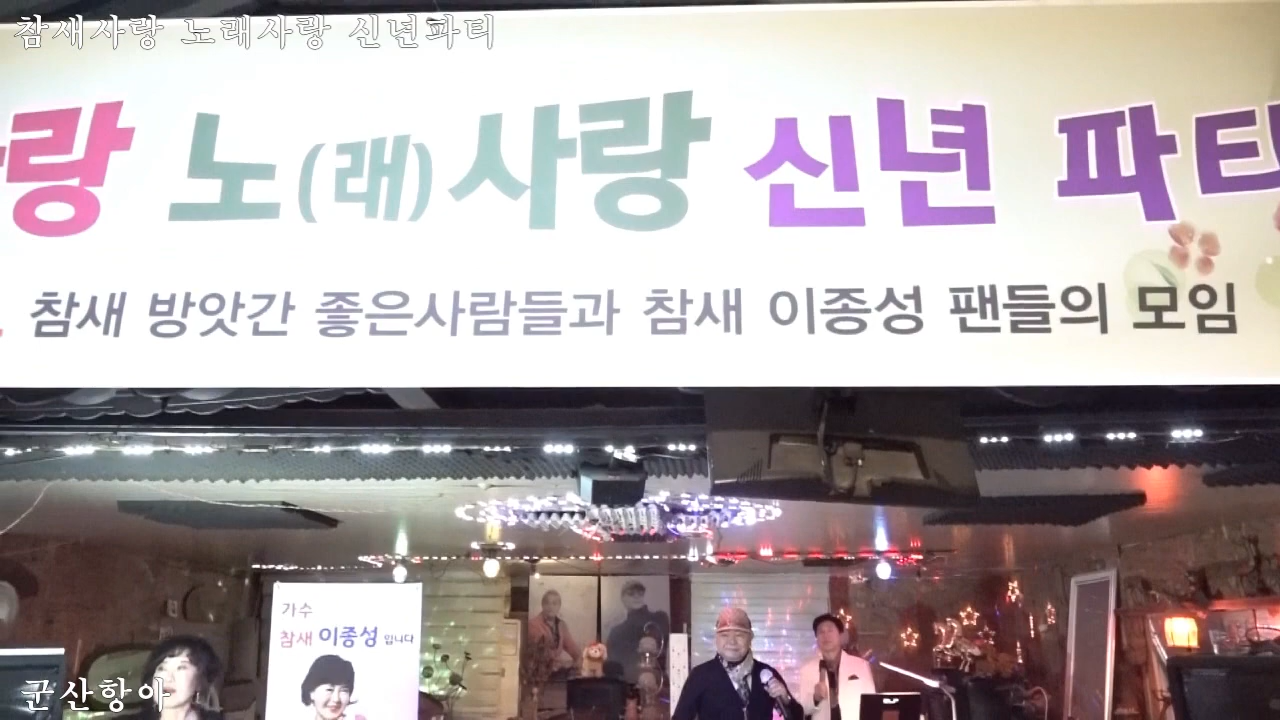 참새사랑 노래사랑 신년파티
랑 노(래)사랑 신년 파티
참새 방앗간 좋은사람들과 참새 이종성 팬들의 모임
가수
참새 이종성 입니다
군산항아